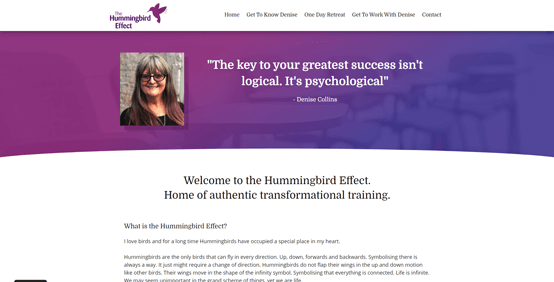 The
Hummingbird
Effect
Home Get To Know Denise One Day Retreat Get To Work With Denise Contact
"The key to your greatest success isn't
logical. It's psychological"
- Denise Collins
Welcome to the Hummingbird Effect.
Home of authentic transformational training.
What is the Hummingbird Effect?
I love birds and for a long time Hummingbirds have occupied a special place in my heart.
Hummingbirds are the only birds that can fly in every direction. Up, down, forwards and backwards, Symbolising there is
always a way. It just might require a change of direction. Hummingbirds do not flap their wings in the up and down motion
like other birds. Their wings move in the shape of the infinity symbol. Symbolising that everything is connected. Life is infinite.
We may seem unimportant in the grand scheme of things, yet we are life